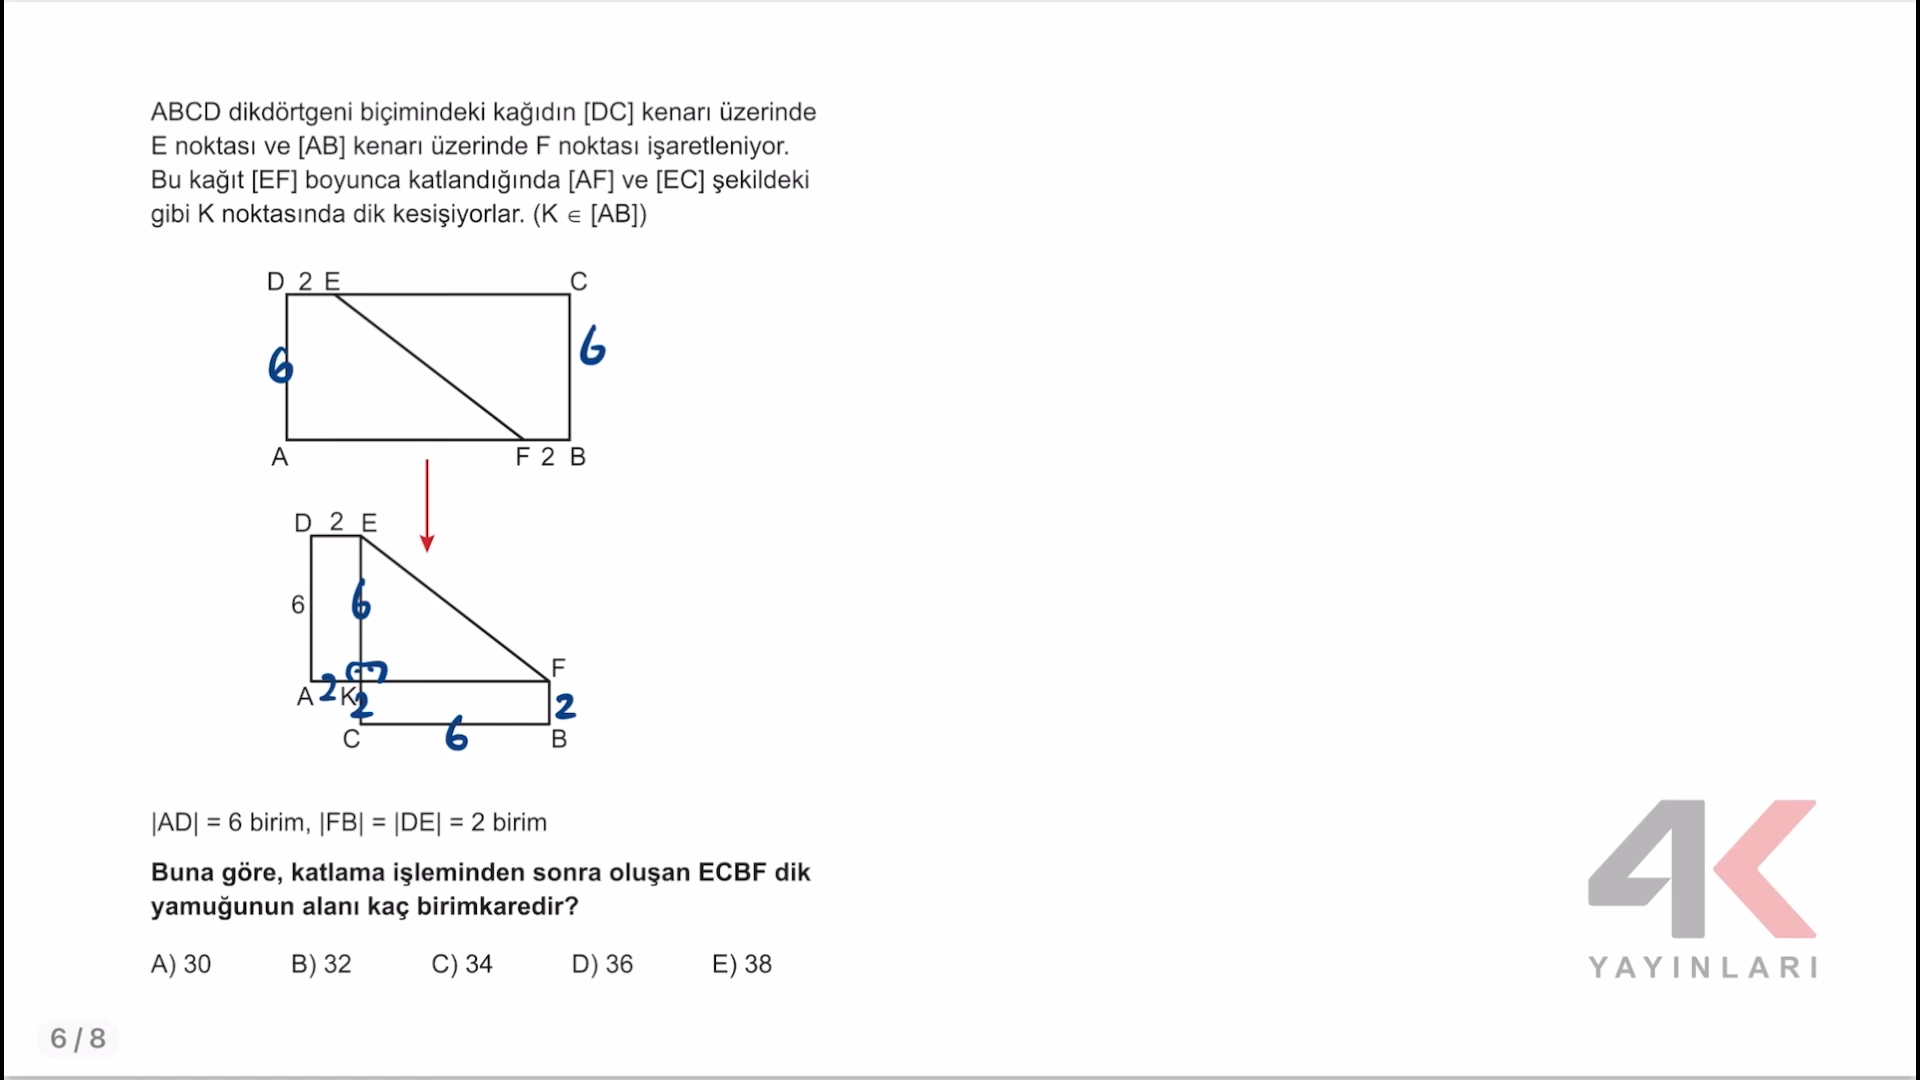 ABCD dikdörtgeni biçimindeki kağıdın [DC] kenarı üzerinde
E noktası ve [AB] kenarı üzerinde F noktası işaretleniyor.
Bu kağıt [EF] boyunca katlandığında [AF] ve [EC] şekildeki
gibi K noktasında dik kesişiyorlar. (K ∈ [AB])
D 2 E C
6 6
A F 2 B
D 2 E
6 6
F
A 2 K 2 2
C 6 B
|AD| = 6 birim, |FB| = |DE| = 2 birim
Buna göre, katlama işleminden sonra oluşan ECBF dik
yamuğunun alanı kaç birimkaredir?
A) 30 B) 32 C) 34 D) 36 E) 38
4K
YAYINLARI
6 / 8